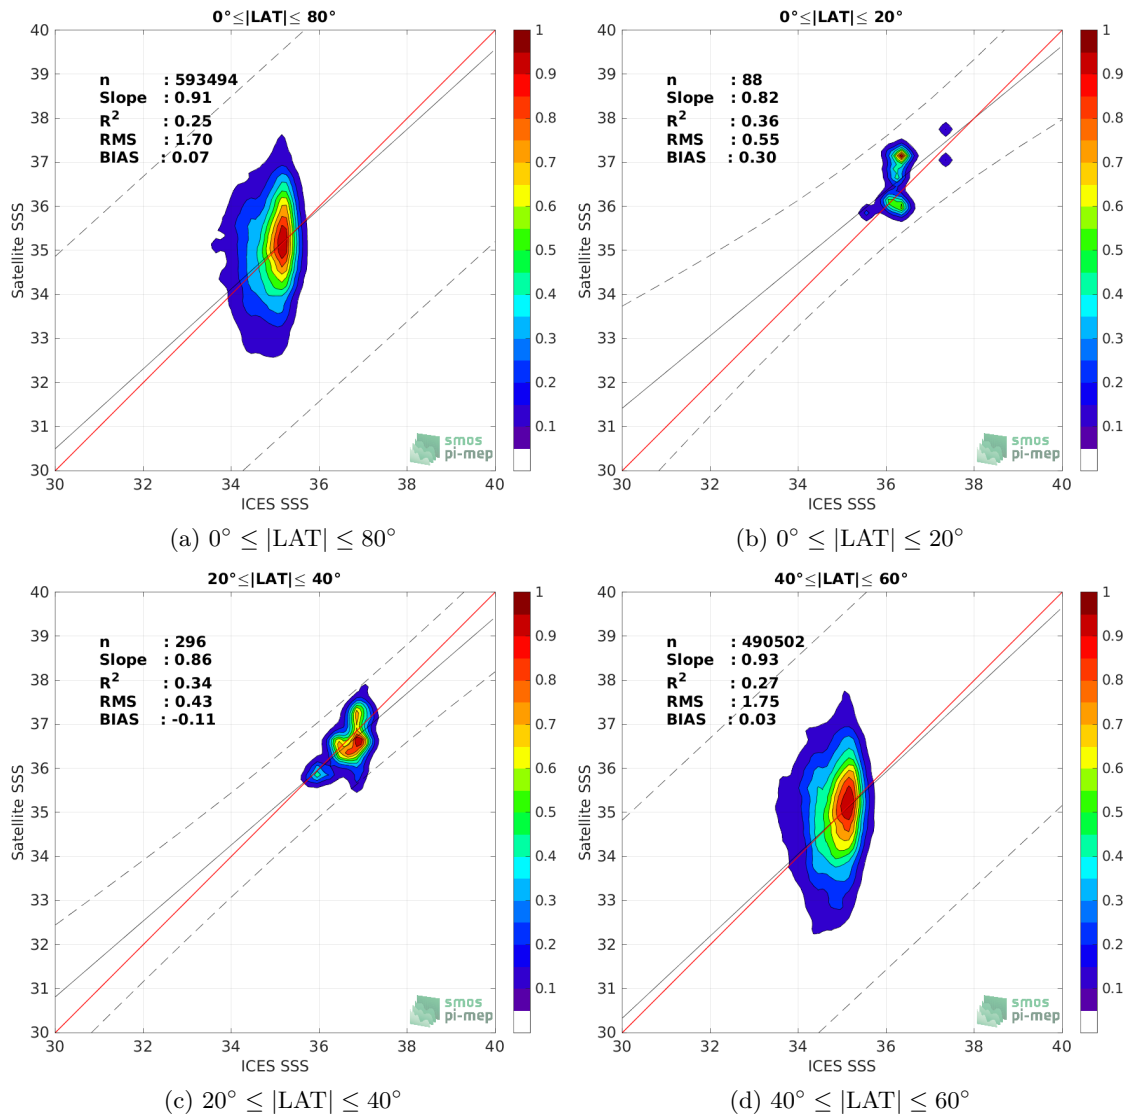 0°≤|LAT|≤ 80°
40
39
38
37
36
35
34
33
32
31
30
Satellite SSS
n : 593494
Slope : 0.91
R² : 0.25
RMS : 1.70
BIAS : 0.07
smos
pi-mep
30 32 34 36 38 40
ICES SSS
1
0.9
0.8
0.7
0.6
0.5
0.4
0.3
0.2
0.1
(a) 0° ≤ |LAT| ≤ 80°
0°≤|LAT|≤ 20°
40
39
38
37
36
35
34
33
32
31
30
Satellite SSS
n : 88
Slope : 0.82
R² : 0.36
RMS : 0.55
BIAS : 0.30
smos
pi-mep
30 32 34 36 38 40
ICES SSS
1
0.9
0.8
0.7
0.6
0.5
0.4
0.3
0.2
0.1
(b) 0° ≤ |LAT| ≤ 20°
20°≤|LAT|≤ 40°
40
39
38
37
36
35
34
33
32
31
30
Satellite SSS
n : 296
Slope : 0.86
R² : 0.34
RMS : 0.43
BIAS : -0.11
smos
pi-mep
30 32 34 36 38 40
ICES SSS
1
0.9
0.8
0.7
0.6
0.5
0.4
0.3
0.2
0.1
(c) 20° ≤ |LAT| ≤ 40°
40°≤|LAT|≤ 60°
40
39
38
37
36
35
34
33
32
31
30
Satellite SSS
n : 490502
Slope : 0.93
R² : 0.27
RMS : 1.75
BIAS : 0.03
smos
pi-mep
30 32 34 36 38 40
ICES SSS
1
0.9
0.8
0.7
0.6
0.5
0.4
0.3
0.2
0.1
(d) 40° ≤ |LAT| ≤ 60°